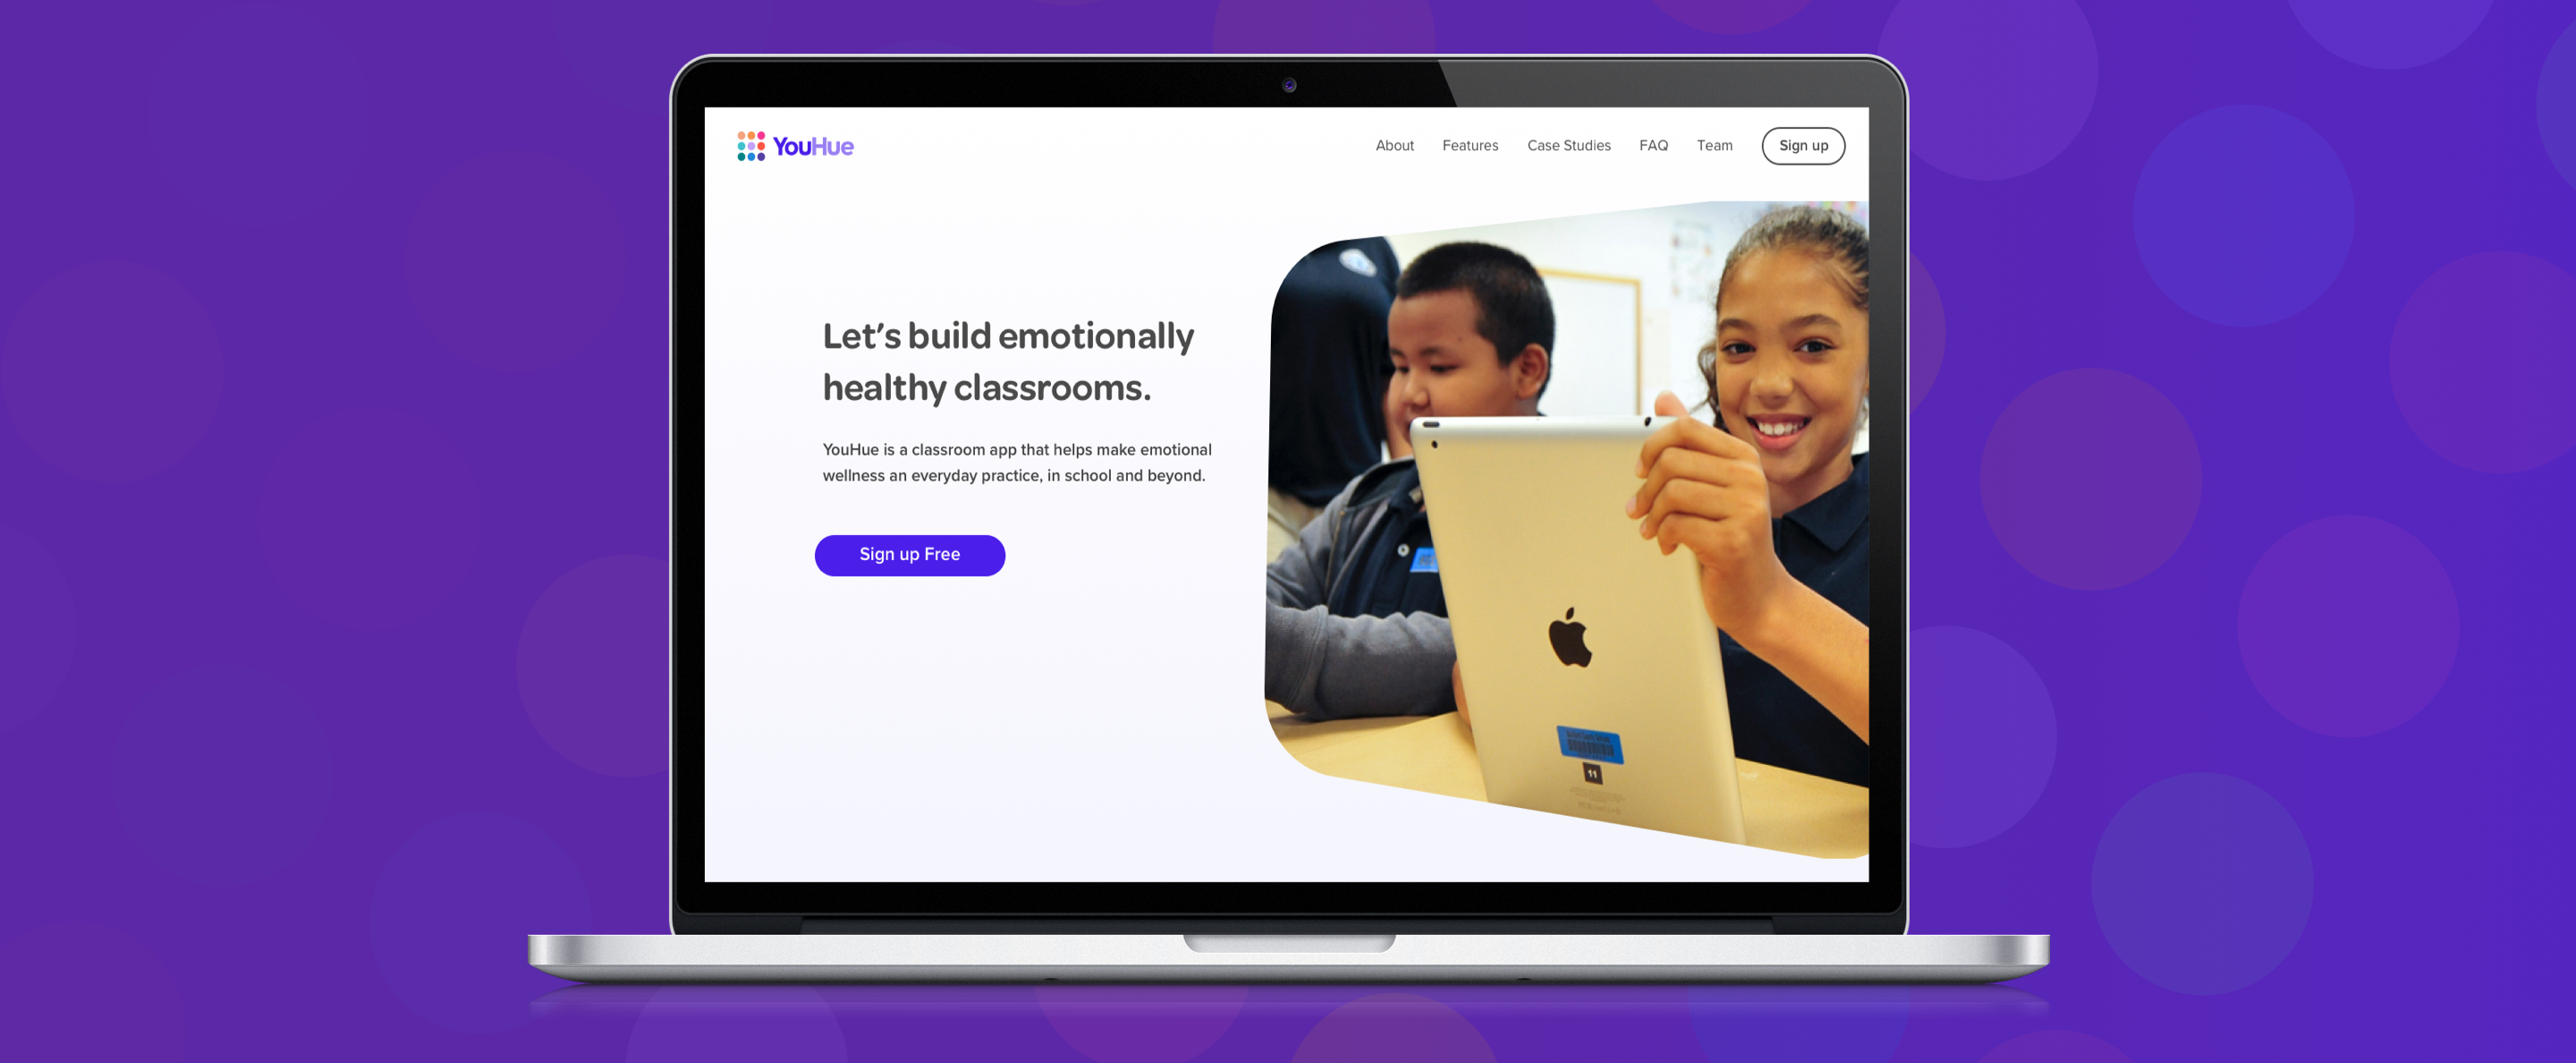 YouHue
About Features Case Studies FAQ Team Sign up
Let's build emotionally
healthy classrooms.
YouHue is a classroom app that helps make emotional
wellness an everyday practice, in school and beyond.
Sign up Free
11